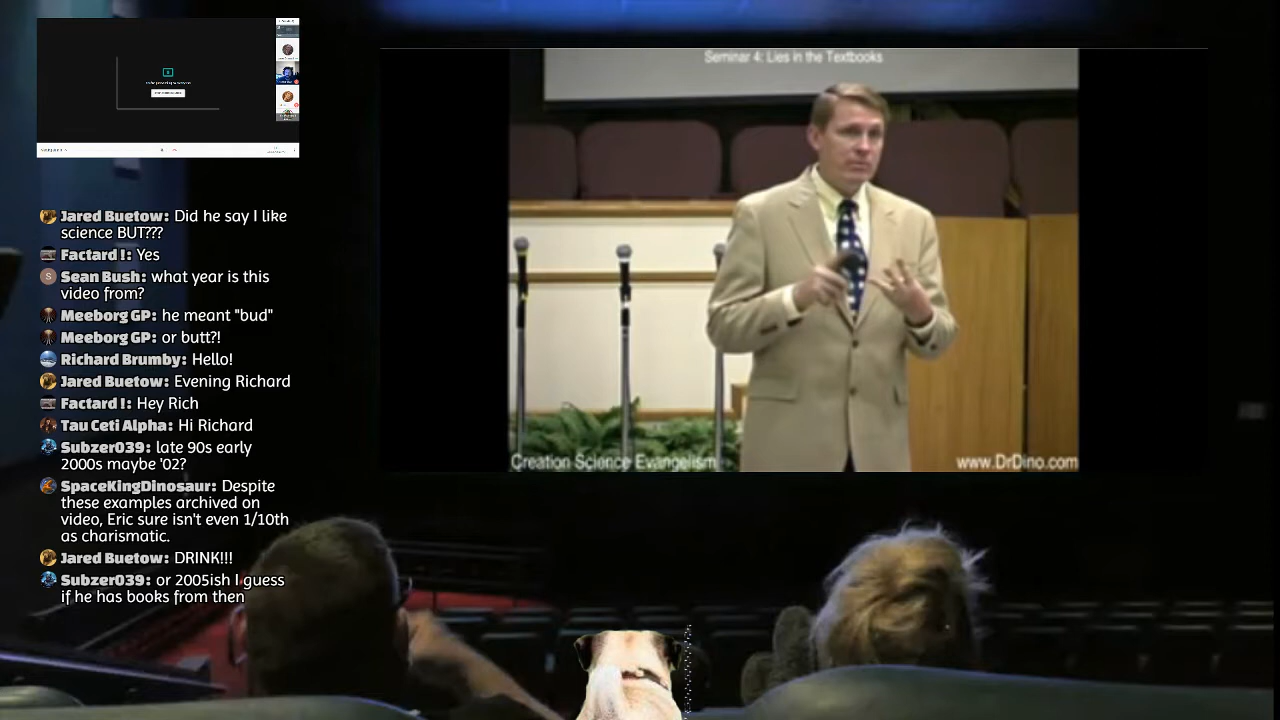 Seminar 4: Lies in the Textbooks
Jared Buetow: Did he say I like
science BUT???
Factard !: Yes
Sean Bush: what year is this
video from?
Meeborg GP: he meant "bud"
Meeborg GP: or butt?!
Richard Brumby: Hello!
Jared Buetow: Evening Richard
Factard !: Hey Rich
Tau Ceti Alpha: Hi Richard
Subzer039: late 90s early
2000s maybe '02?
SpaceKingDinosaur: Despite
these examples archived on
video, Eric sure isn't even 1/10th
as charismatic.
Jared Buetow: DRINK!!!
Subzer039: or 2005ish I guess
if he has books from then
S
Creation Science Evangelism
www.DrDino.com